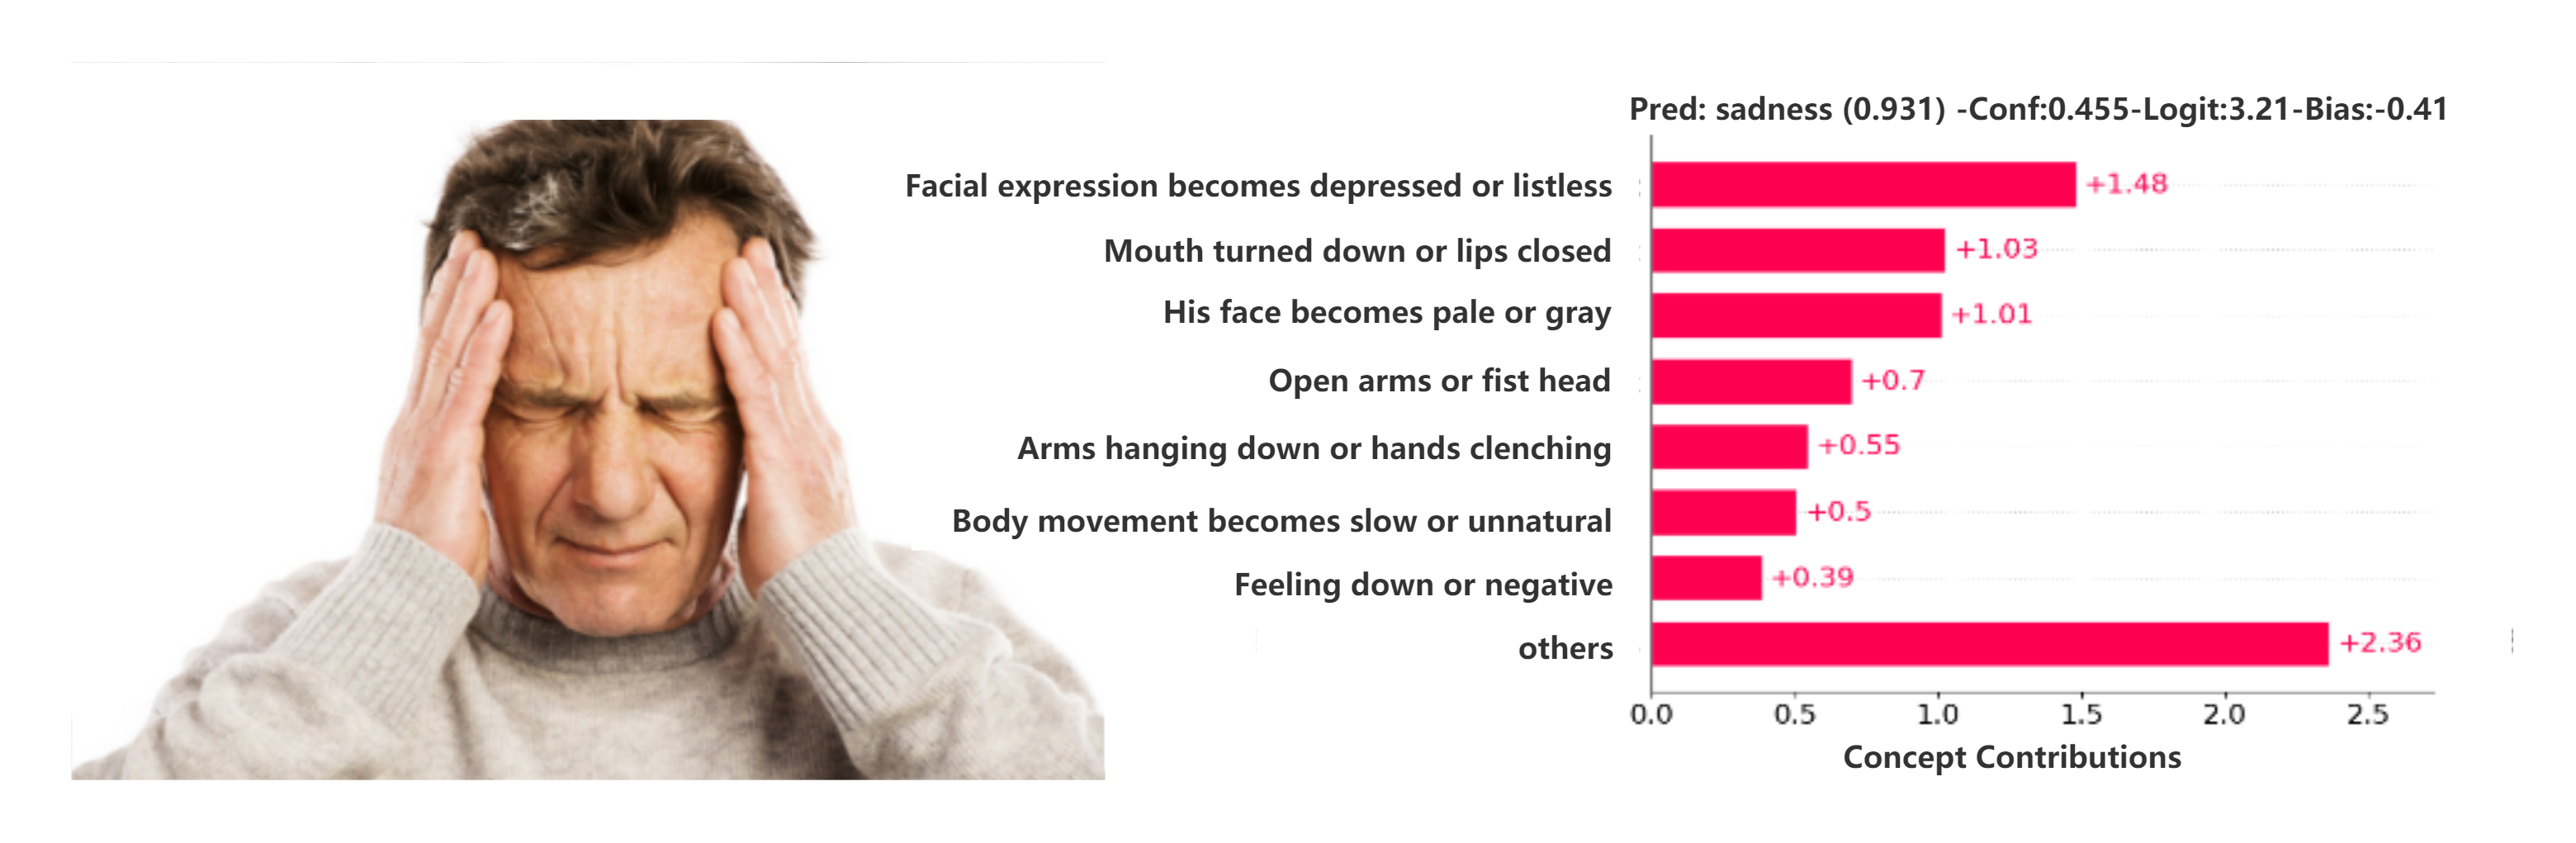 Pred: sadness (0.931) -Conf:0.455-Logit:3.21-Bias:-0.41
Facial expression becomes depressed or listless +1.48
Mouth turned down or lips closed +1.03
His face becomes pale or gray +1.01
Open arms or fist head +0.7
Arms hanging down or hands clenching +0.55
Body movement becomes slow or unnatural +0.5
Feeling down or negative +0.39
others +2.36
0.0 0.5 1.0 1.5 2.0 2.5
Concept Contributions